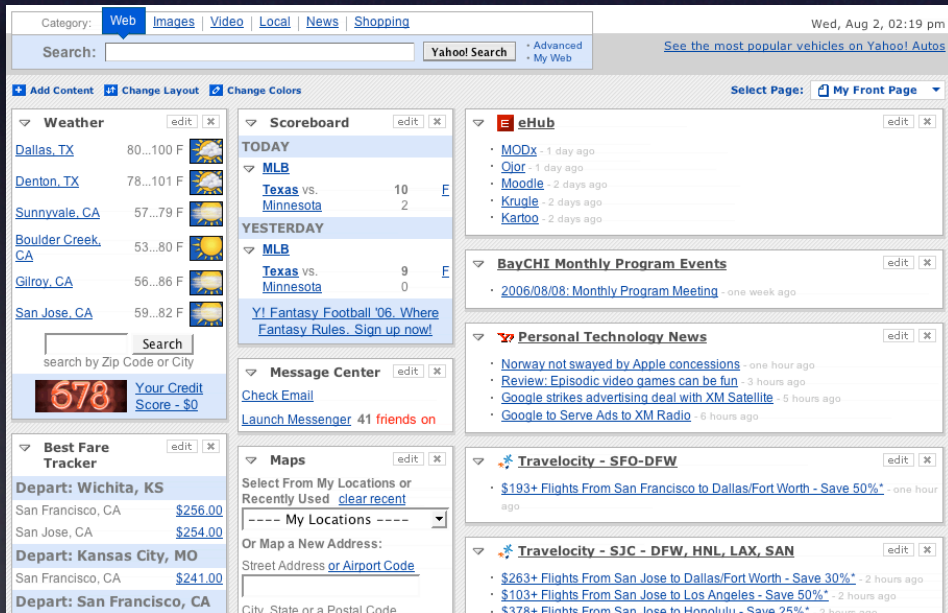 Category: Web Images Video Local News Shopping
Wed, Aug 2, 02:19 pm
Search: Yahoo! Search · Advanced
· My Web
See the most popular vehicles on Yahoo! Autos
Add Content Change Layout Change Colors
Select Page: My Front Page
Weather edit
Dallas, TX 80...100 F
Denton, TX 78...101 F
Sunnyvale, CA 57...79 F
Boulder Creek,
CA 53...80 F
Gilroy, CA 56...86 F
San Jose, CA 59...82 F
Search
search by Zip Code or City
678 Your Credit
Score - $0
Best Fare edit
Tracker
Depart: Wichita, KS
San Francisco, CA $256.00
San Jose, CA $254.00
Depart: Kansas City, MO
San Francisco, CA $241.00
Depart: San Francisco, CA
Scoreboard edit
TODAY
MLB
Texas vs. 10 F
Minnesota 2
YESTERDAY
MLB
Texas vs. 9 F
Minnesota 0
Y! Fantasy Football '06. Where
Fantasy Rules. Sign up now!
Message Center edit
Check Email
Launch Messenger 41 friends on
Maps edit
Select From My Locations or
Recently Used clear recent
---- My Locations ----
Or Map a New Address:
Street Address or Airport Code
City, State or a Postal Code
E eHub edit
· MODx - 1 day ago
· Ojor - 1 day ago
· Moodle - 2 days ago
· Krugle - 2 days ago
· Kartoo - 2 days ago
BayCHI Monthly Program Events edit
· 2006/08/08: Monthly Program Meeting - one week ago
Y! Personal Technology News edit
· Norway not swayed by Apple concessions - one hour ago
· Review: Episodic video games can be fun - 3 hours ago
· Google strikes advertising deal with XM Satellite - 5 hours ago
· Google to Serve Ads to XM Radio - 6 hours ago
Travelocity - SFO-DFW edit
· $193+ Flights From San Francisco to Dallas/Fort Worth - Save 50%* - one hour
ago
Travelocity - SJC - DFW, HNL, LAX, SAN edit
· $263+ Flights From San Jose to Dallas/Fort Worth - Save 30%* - 2 hours ago
· $103+ Flights From San Jose to Los Angeles - Save 50%* - 2 hours ago
· $378+ Flights From San Jose to Honolulu - Save 25%* - 2 hours ago